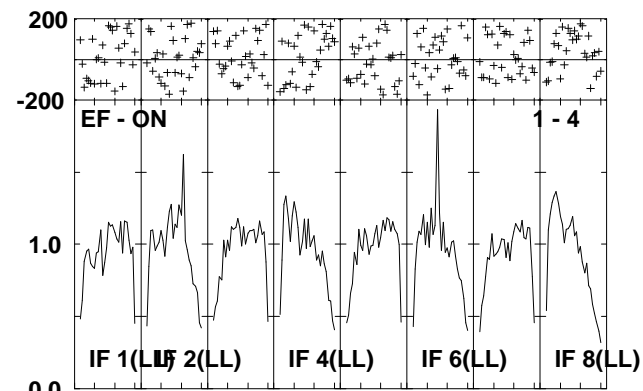 200
-200
EF - ON 1 - 4
1.0
IF 1(LL) IF 2(LL) IF 4(LL) IF 6(LL) IF 8(LL)
0.0